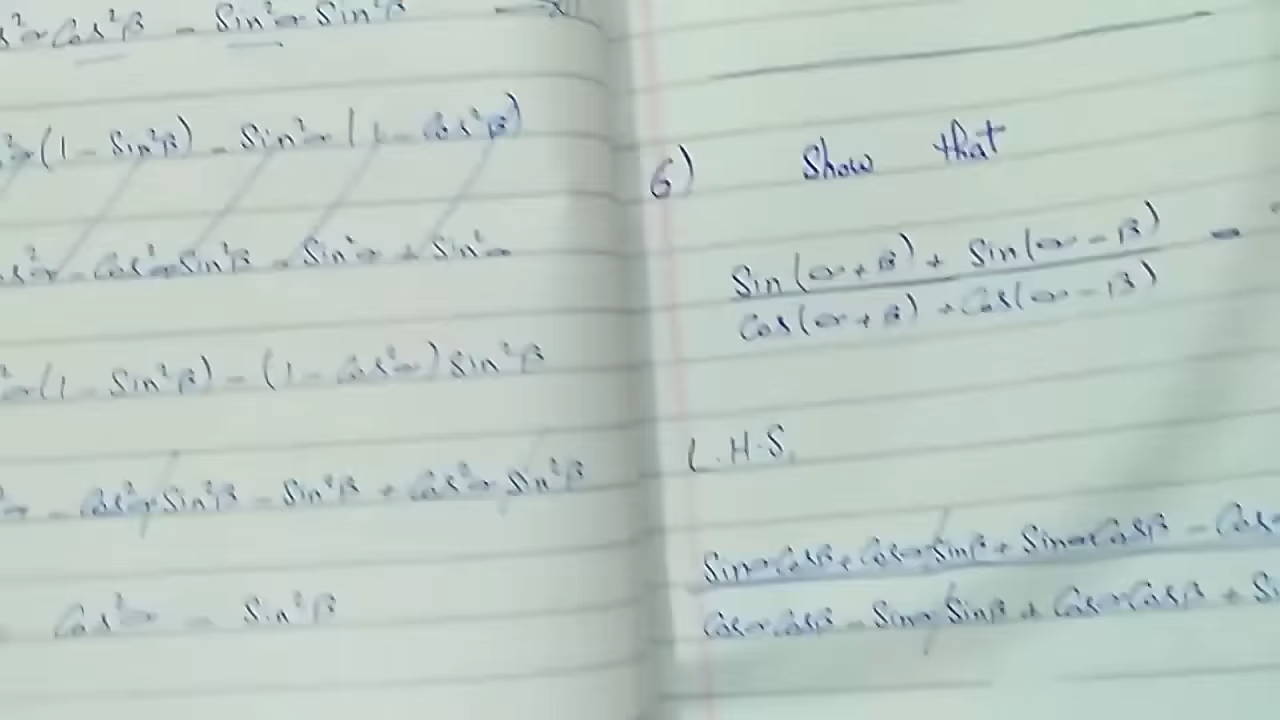 Cos²α Cos²β - Sin²α Sin²β
(1 - Sin²β) - Sin²α (1 - Cos²β)
Cos²α - Cos²α Sin²β - Sin²α + Sin²α
(1 - Sin²β) - (1 - Cos²α) Sin²β
- Cos²α Sin²β - Sin²β + Cos²α Sin²β
Cos²α - Sin²β
6) Show that
Sin(α+β) + Sin(α-β) =
Cos(α+β) + Cos(α-β)
L.H.S.
Sinα Cosβ + Cosα Sinβ + Sinα Cosβ - Cos
Cosα Cosβ - Sinα Sinβ + Cosα Cosβ + Si